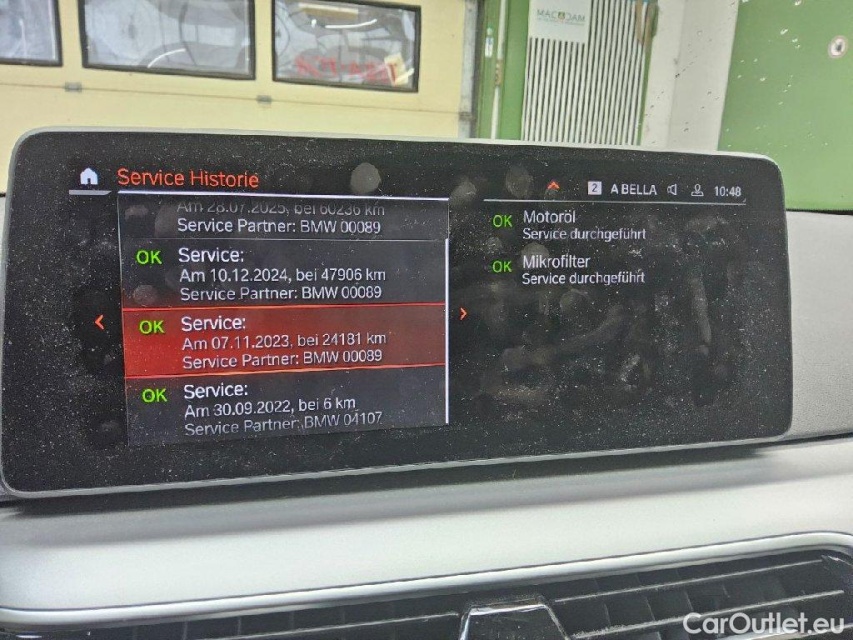 MACADAM
Service Historie
2 A BELLA 10:48
Am 28.07.2025, bei 60236 km
Service Partner: BMW 00089
OK Service:
Am 10.12.2024, bei 47906 km
Service Partner: BMW 00089
OK Service:
Am 07.11.2023, bei 24181 km
Service Partner: BMW 00089
OK Service:
Am 30.09.2022, bei 6 km
Service Partner: BMW 04107
OK Motoröl
Service durchgeführt
OK Mikrofilter
Service durchgeführt
CarOutlet.eu